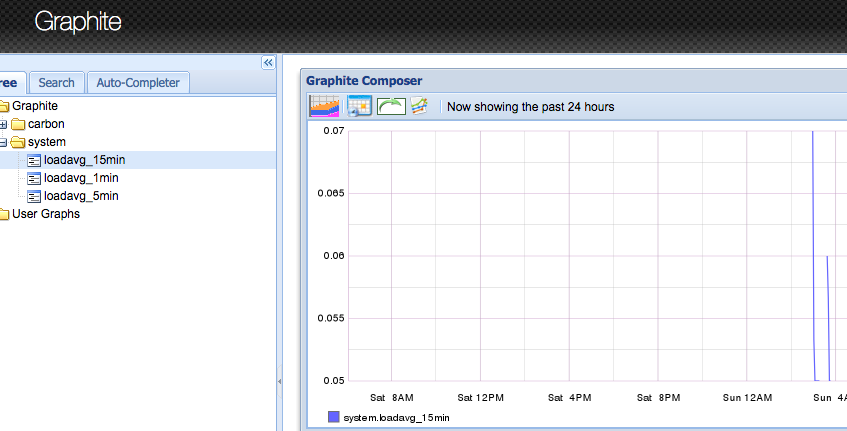 Graphite
ree
Search
Auto-Completer
Graphite
carbon
system
loadavg_15min
loadavg_1min
loadavg_5min
User Graphs
Graphite Composer
Now showing the past 24 hours
0.07
0.065
0.06
0.055
0.05
Sat 8AM
Sat 12PM
Sat 4PM
Sat 8PM
Sun 12AM
Sun 4A
system.loadavg_15min